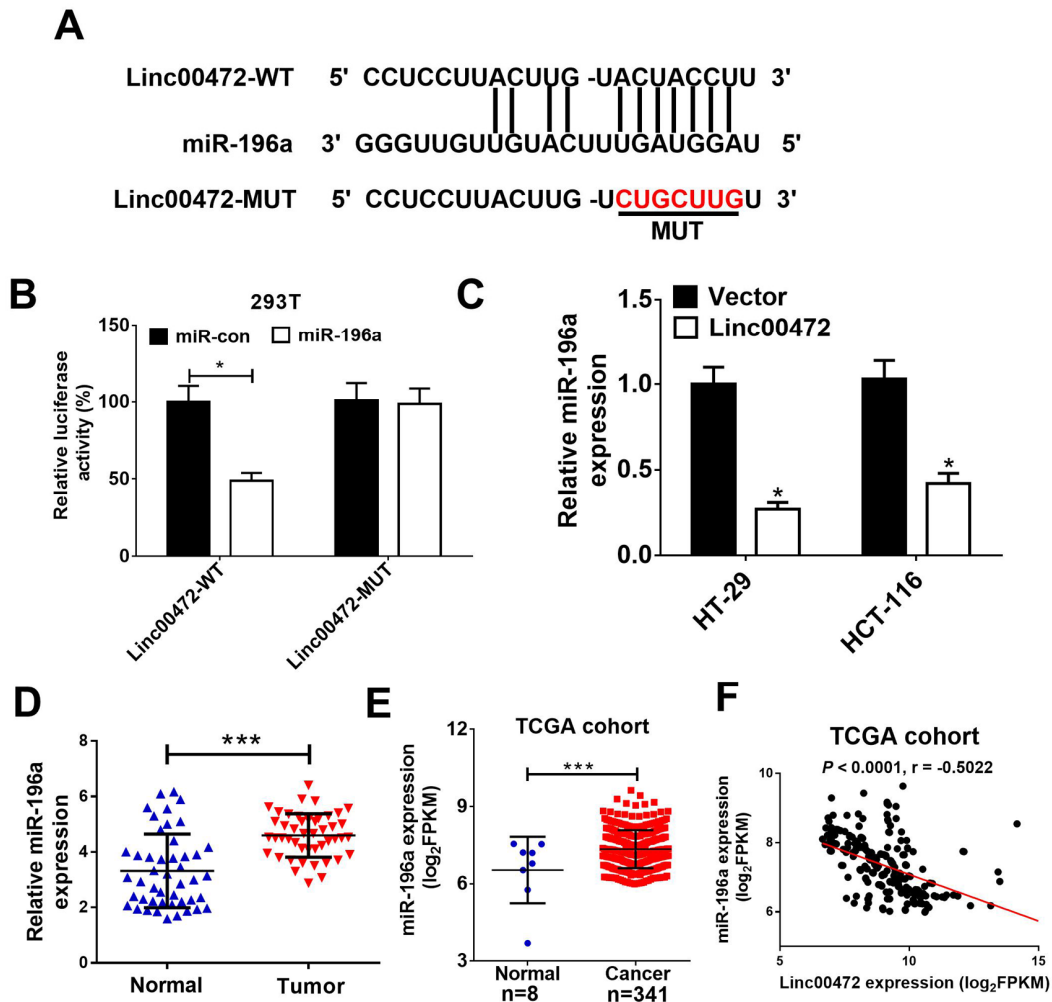 A
Linc00472-WT 5' CCUCCUUACUUG -UACUACCUU 3'
miR-196a 3' GGGUUGUUGUACUUUGAUGGAU 5'
Linc00472-MUT 5' CCUCCUUACUUG -UCUGCUUGU 3'
MUT
B
293T
150
100
50
0
Relative luciferase
activity (%)
miR-con
miR-196a
*
Linc00472-WT
Linc00472-MUT
C
1.5
1.0
0.5
0.0
Relative miR-196a
expression
Vector
Linc00472
*
*
HT-29
HCT-116
D
8
6
4
2
0
Relative miR-196a
expression
***
Normal
Tumor
E
TCGA cohort
12
9
6
3
miR-196a expression
(log2FPKM)
***
Normal
n=8
Cancer
n=341
F
TCGA cohort
P < 0.0001, r = -0.5022
10
8
6
miR-196a expression
(log2FPKM)
5
10
15
Linc00472 expression (log2FPKM)